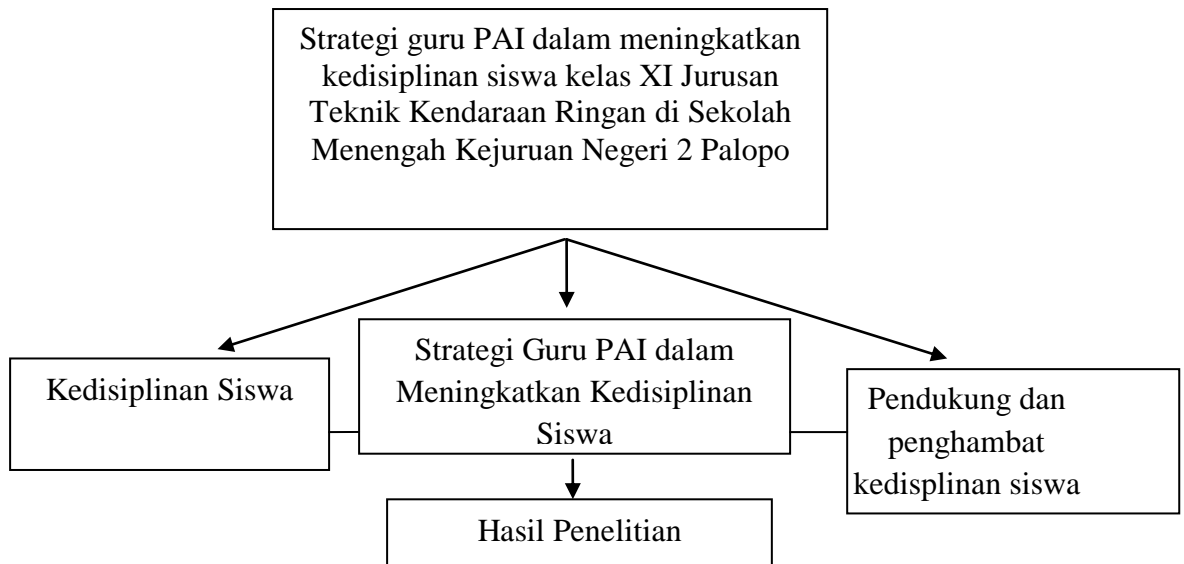 Strategi guru PAI dalam meningkatkan
kedisiplinan siswa kelas XI Jurusan
Teknik Kendaraan Ringan di Sekolah
Menengah Kejuruan Negeri 2 Palopo
Kedisiplinan Siswa
Strategi Guru PAI dalam
Meningkatkan Kedisiplinan
Siswa
Pendukung dan
penghambat
kedisplinan siswa
Hasil Penelitian